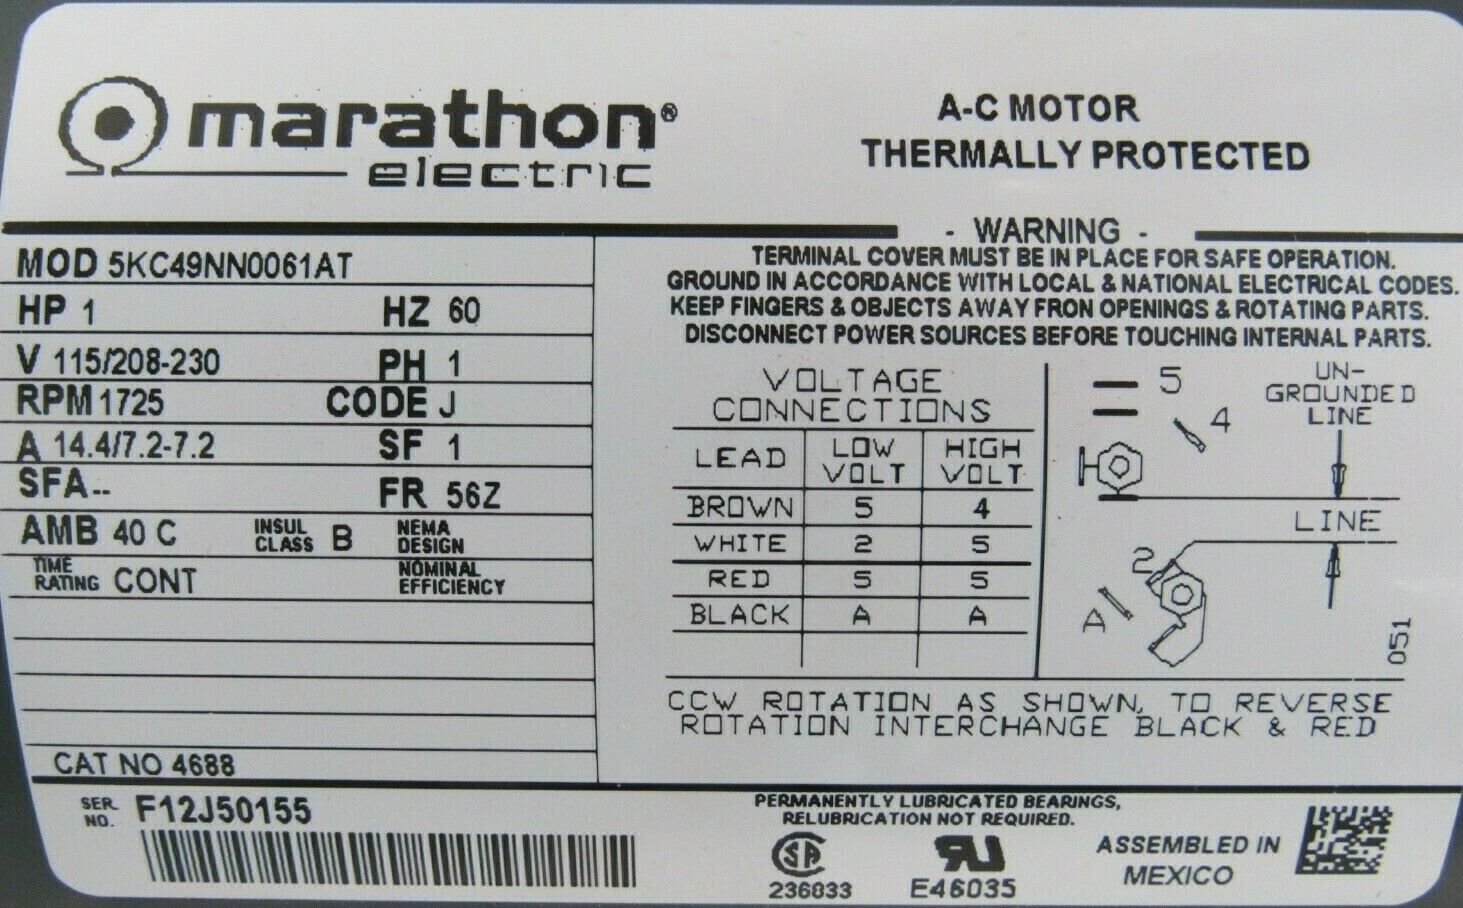 marathon®
electric
A-C MOTOR
THERMALLY PROTECTED
MOD 5KC49NN0061AT
HP 1 HZ 60
V 115/208-230 PH 1
RPM 1725 CODE J
A 14.4/7.2-7.2 SF 1
SFA -- FR 56Z
AMB 40 C INSUL CLASS B NEMA DESIGN
TIME RATING CONT NOMINAL EFFICIENCY
CAT NO 4688
- WARNING -
TERMINAL COVER MUST BE IN PLACE FOR SAFE OPERATION.
GROUND IN ACCORDANCE WITH LOCAL & NATIONAL ELECTRICAL CODES.
KEEP FINGERS & OBJECTS AWAY FRON OPENINGS & ROTATING PARTS.
DISCONNECT POWER SOURCES BEFORE TOUCHING INTERNAL PARTS.
VOLTAGE
CONNECTIONS
LEAD LOW VOLT HIGH VOLT
BROWN 5 4
WHITE 2 5
RED 5 5
BLACK A A
5
4
UN-
GROUNDED
LINE
LINE
2
A
051
CCW ROTATION AS SHOWN, TO REVERSE
ROTATION INTERCHANGE BLACK & RED
SER. NO. F12J50155
PERMANENTLY LUBRICATED BEARINGS,
RELUBRICATION NOT REQUIRED.
236033
E46035
ASSEMBLED IN
MEXICO